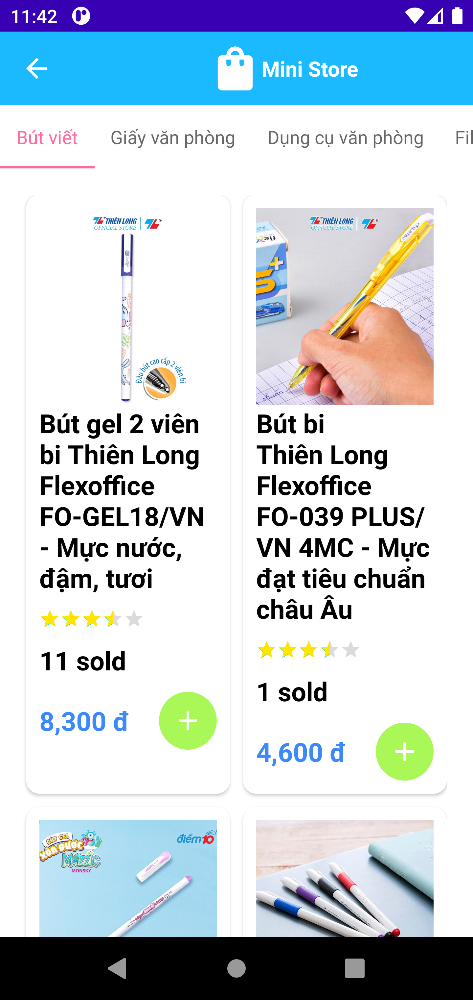 11:42
Mini Store
Bút viết
Giấy văn phòng
Dụng cụ văn phòng
Fil
THIÊN LONG
OFFICIAL STORE
Đầu bút cao cấp 2 viên bi
Bút gel 2 viên
bi Thiên Long
Flexoffice
FO-GEL18/VN
- Mực nước,
đậm, tươi
11 sold
8,300 đ
THIÊN LONG
OFFICIAL STORE
chuẩn
Bút bi
Thiên Long
Flexoffice
FO-039 PLUS/
VN 4MC - Mực
đạt tiêu chuẩn
châu Âu
1 sold
4,600 đ
BÚT GEL
XÓA ĐƯỢC
MAZZIC
MONSKY
điểm 10